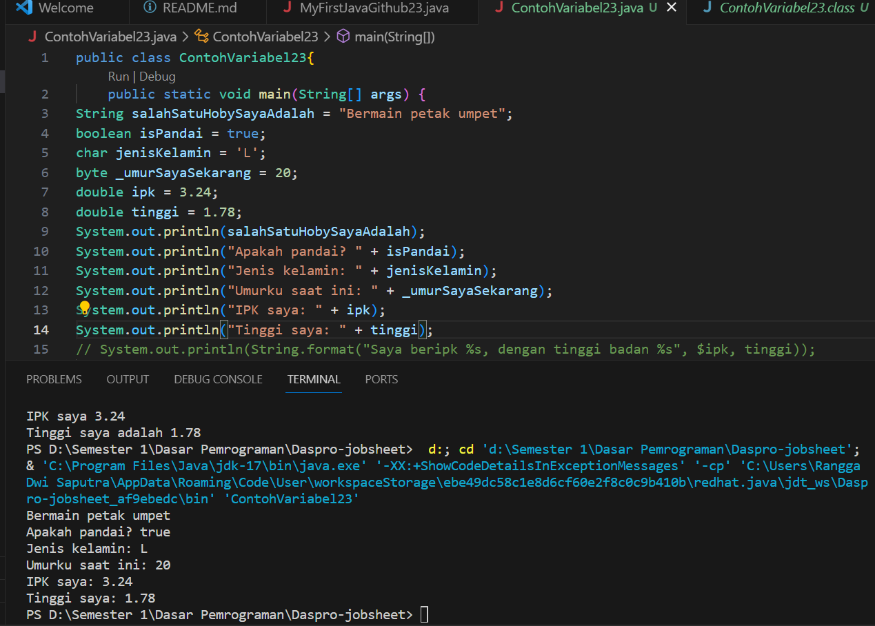 Welcome README.md MyFirstJavaGithub23.java ContohVariabel23.java U ContohVariabel23.class U
ContohVariabel23.java > ContohVariabel23 > main(String[])
1 public class ContohVariabel23{
Run | Debug
2 public static void main(String[] args) {
3 String salahSatuHobySayaAdalah = "Bermain petak umpet";
4 boolean isPandai = true;
5 char jenisKelamin = 'L';
6 byte _umurSayaSekarang = 20;
7 double ipk = 3.24;
8 double tinggi = 1.78;
9 System.out.println(salahSatuHobySayaAdalah);
10 System.out.println("Apakah pandai? " + isPandai);
11 System.out.println("Jenis kelamin: " + jenisKelamin);
12 System.out.println("Umurku saat ini: " + _umurSayaSekarang);
13 System.out.println("IPK saya: " + ipk);
14 System.out.println("Tinggi saya: " + tinggi);
15 // System.out.println(String.format("Saya beripk %s, dengan tinggi badan %s", $ipk, tinggi));
PROBLEMS OUTPUT DEBUG CONSOLE TERMINAL PORTS
IPK saya 3.24
Tinggi saya adalah 1.78
PS D:\Semester 1\Dasar Pemrograman\Daspro-jobsheet> d:; cd 'd:\Semester 1\Dasar Pemrograman\Daspro-jobsheet';
& 'C:\Program Files\Java\jdk-17\bin\java.exe' '-XX:+ShowCodeDetailsInExceptionMessages' '-cp' 'C:\Users\Rangga
Dwi Saputra\AppData\Roaming\Code\User\workspaceStorage\ebe49dc58c1e8d6cf60e2f8c0c9b410b\redhat.java\jdt_ws\Dasp
ro-jobsheet_af9ebedc\bin' 'ContohVariabel23'
Bermain petak umpet
Apakah pandai? true
Jenis kelamin: L
Umurku saat ini: 20
IPK saya: 3.24
Tinggi saya: 1.78
PS D:\Semester 1\Dasar Pemrograman\Daspro-jobsheet>